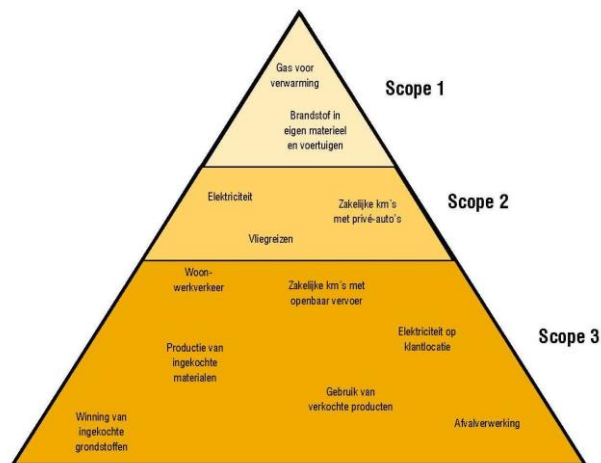 Gas voor
verwarming
Brandstof in
eigen materieel
en voertuigen
Scope 1
Elektriciteit
Zakelijke km's
met privé-auto's
Vliegreizen
Scope 2
Woon-
werkverkeer
Zakelijke km's met
openbaar vervoer
Elektriciteit op
klantlocatie
Scope 3
Productie van
ingekochte
materialen
Gebruik van
verkochte producten
Winning van
ingekochte
grondstoffen
Afvalverwerking